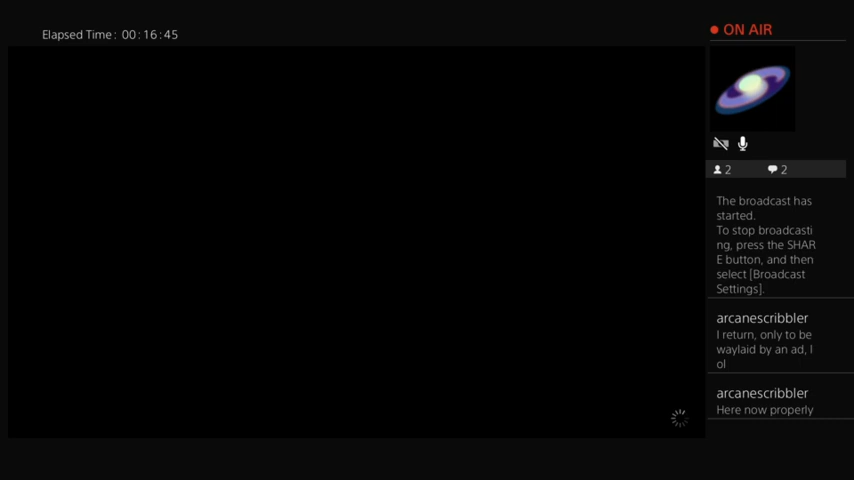 Elapsed Time: 00:16:45
ON AIR
2 2
The broadcast has
started.
To stop broadcasti
ng, press the SHAR
E button, and then
select [Broadcast
Settings].
arcanescribbler
I return, only to be
waylaid by an ad, l
ol
arcanescribbler
Here now properly